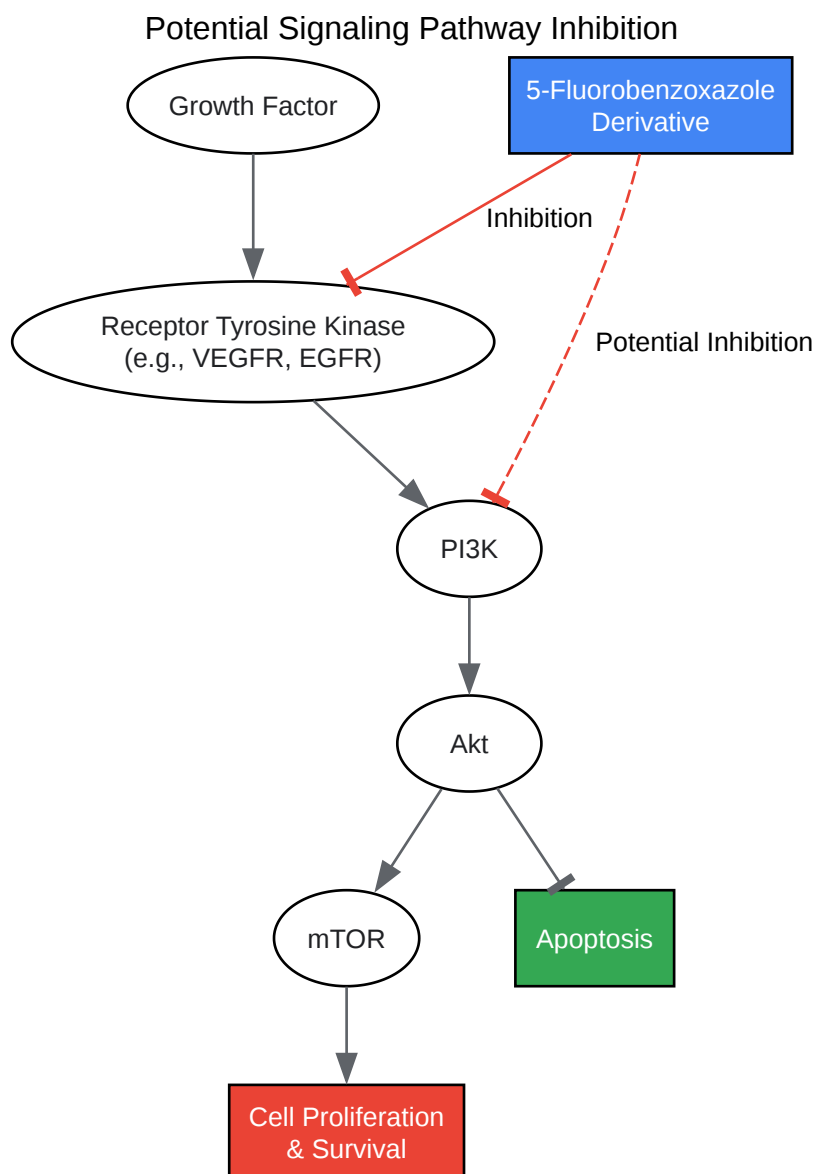 Potential Signaling Pathway Inhibition
Growth Factor
5-Fluorobenzoxazole
Derivative
Inhibition
Receptor Tyrosine Kinase
(e.g., VEGFR, EGFR)
Potential Inhibition
PI3K
Akt
mTOR
Apoptosis
Cell Proliferation
& Survival